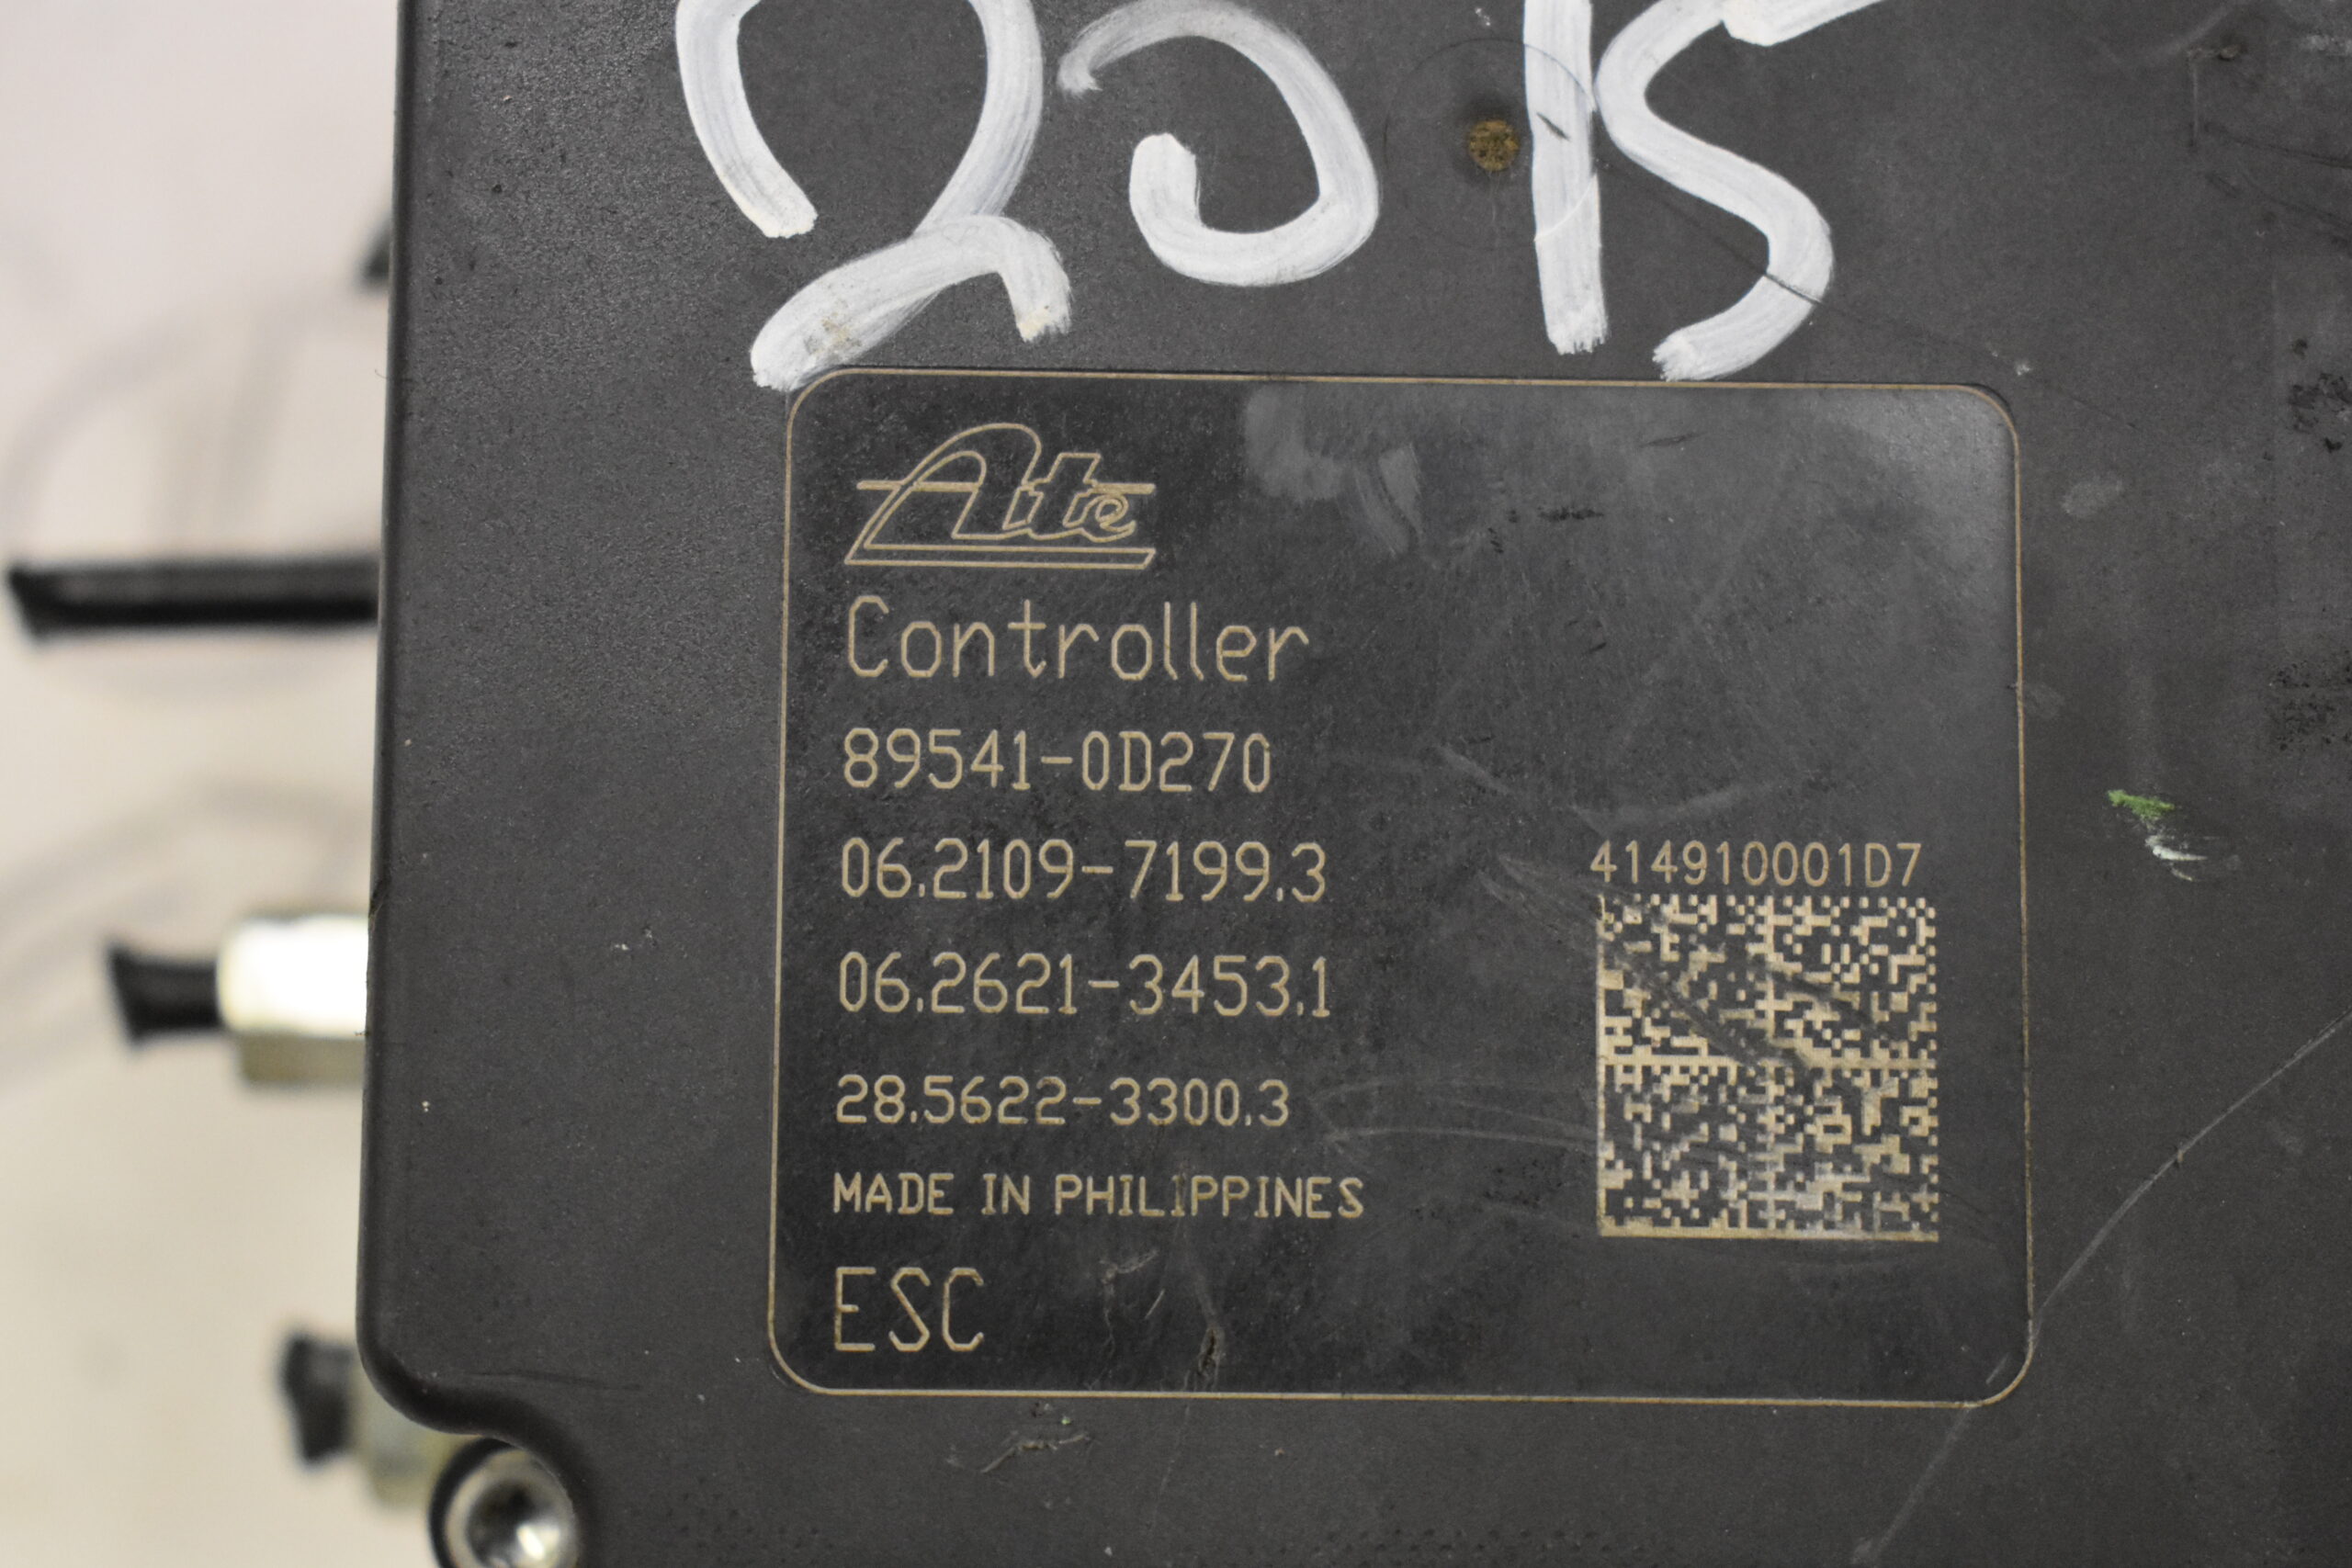 2015
Ate
Controller
89541-0D270
06.2109-7199.3
414910001D7
06.2621-3453.1
28.5622-3300.3
MADE IN PHILIPPINES
ESC